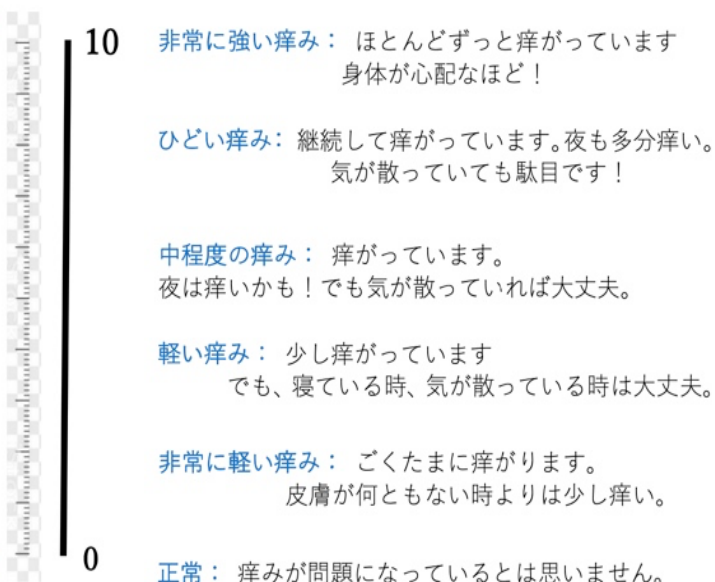 10 非常に強い痒み： ほとんどずっと痒がっています
身体が心配なほど！
ひどい痒み： 継続して痒がっています。夜も多分痒い。
気が散っていても駄目です！
中程度の痒み： 痒がっています。
夜は痒いかも！でも気が散っていれば大丈夫。
軽い痒み： 少し痒がっています
でも、寝ている時、気が散っている時は大丈夫。
非常に軽い痒み： ごくたまに痒がります。
皮膚が何ともない時よりは少し痒い。
0
正常： 痒みが問題になっているとは思いません。